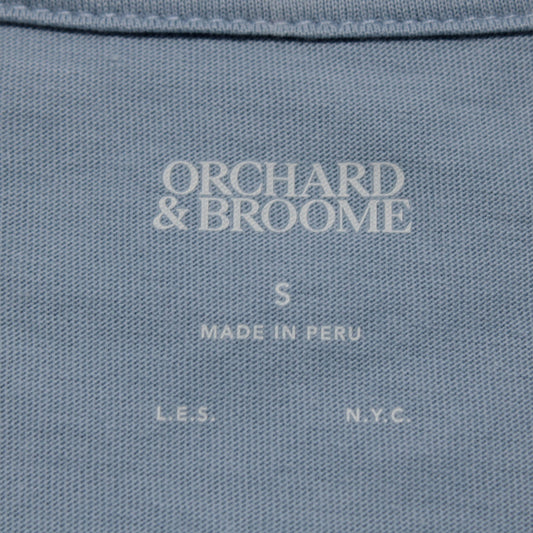 ORCHARD
& BROOME
S
MADE IN PERU
L.E.S. N.Y.C.